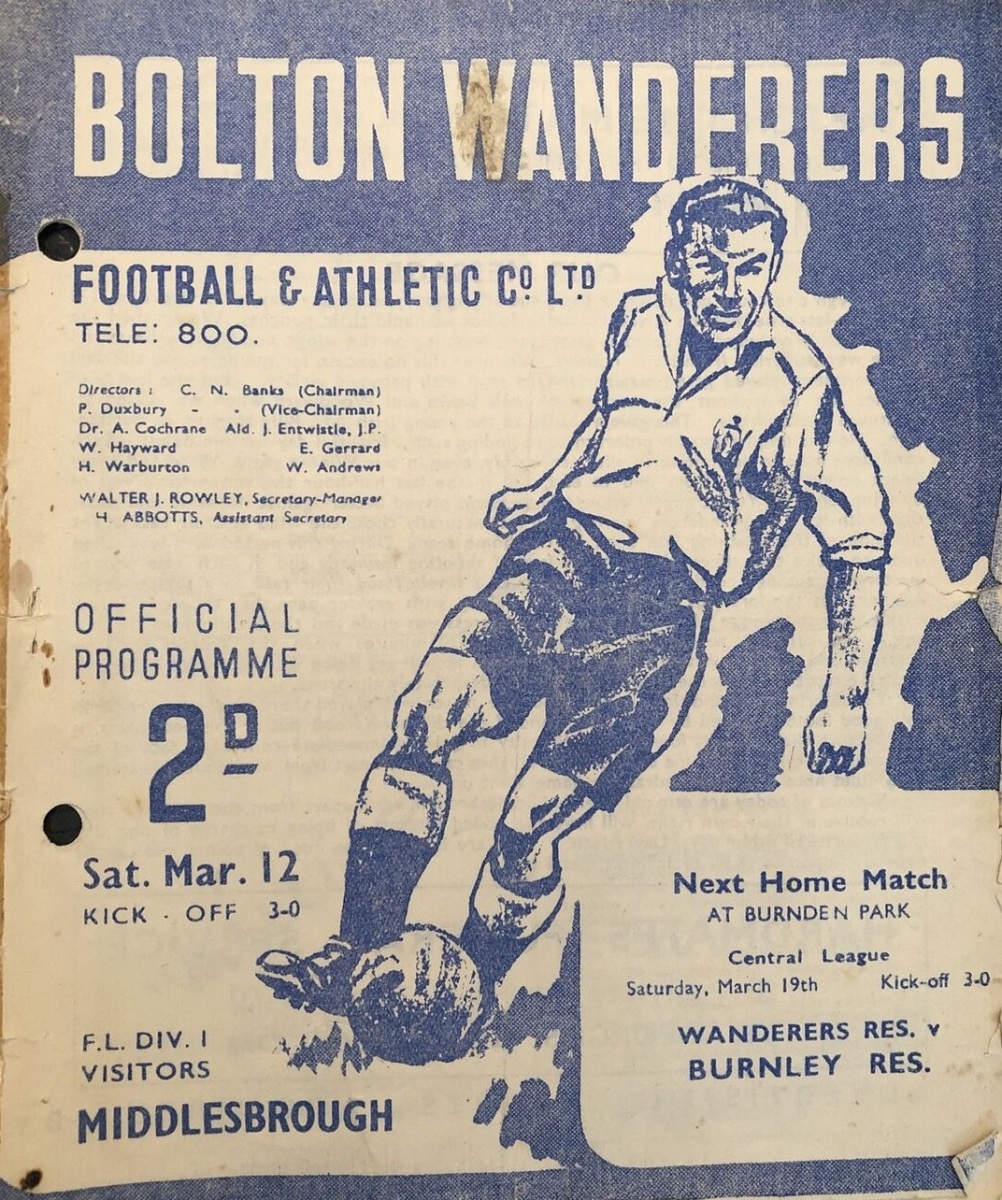 BOLTON WANDERERS
FOOTBALL & ATHLETIC Co. LTD.
TELE: 800.
Directors : C. N. Banks (Chairman)
P. Duxbury - - (Vice-Chairman)
Dr. A. Cochrane Ald. J. Entwistle, J.P.
W. Hayward E. Gerrard
H. Warburton W. Andrews
WALTER J. ROWLEY, Secretary-Manager
H. ABBOTTS, Assistant Secretary
OFFICIAL
PROGRAMME
2D
Sat. Mar. 12
KICK - OFF 3-0
F.L. DIV. I
VISITORS
MIDDLESBROUGH
Next Home Match
AT BURNDEN PARK
Central League
Saturday, March 19th Kick-off 3-0
WANDERERS RES. v
BURNLEY RES.